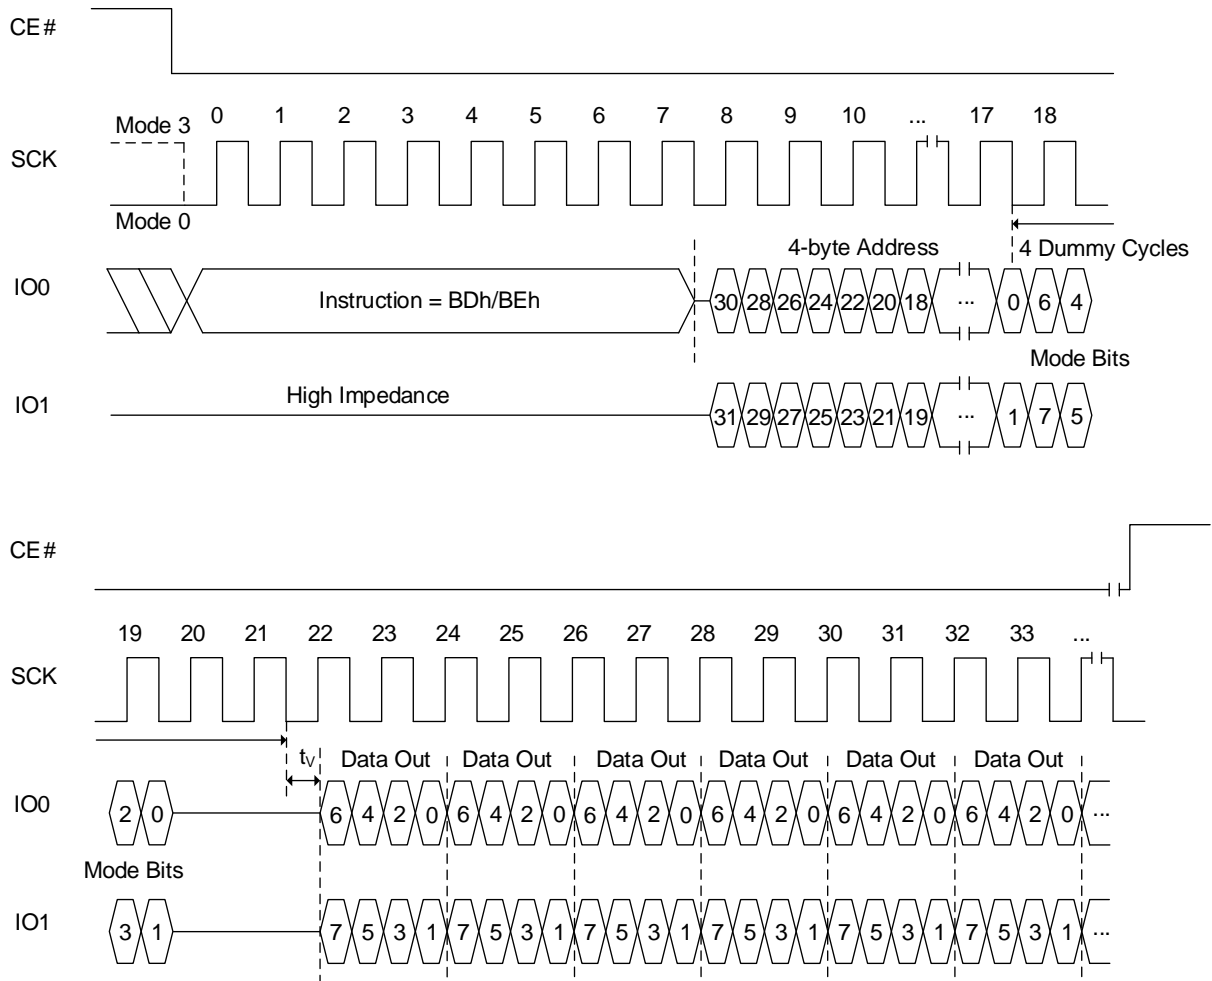 CE#
0 1 2 3 4 5 6 7 8 9 10 ... 17 18
Mode 3
SCK
Mode 0
4-byte Address 4 Dummy Cycles
IO0 Instruction = BDh/BEh 30 28 26 24 22 20 18 ... 0 6 4
Mode Bits
High Impedance
IO1 31 29 27 25 23 21 19 ... 1 7 5
CE#
19 20 21 22 23 24 25 26 27 28 29 30 31 32 33 ...
SCK
tV Data Out Data Out Data Out Data Out Data Out Data Out
IO0 2 0 6 4 2 0 6 4 2 0 6 4 2 0 6 4 2 0 6 4 2 0 6 4 2 0 ...
Mode Bits
IO1 3 1 7 5 3 1 7 5 3 1 7 5 3 1 7 5 3 1 7 5 3 1 7 5 3 1 ...